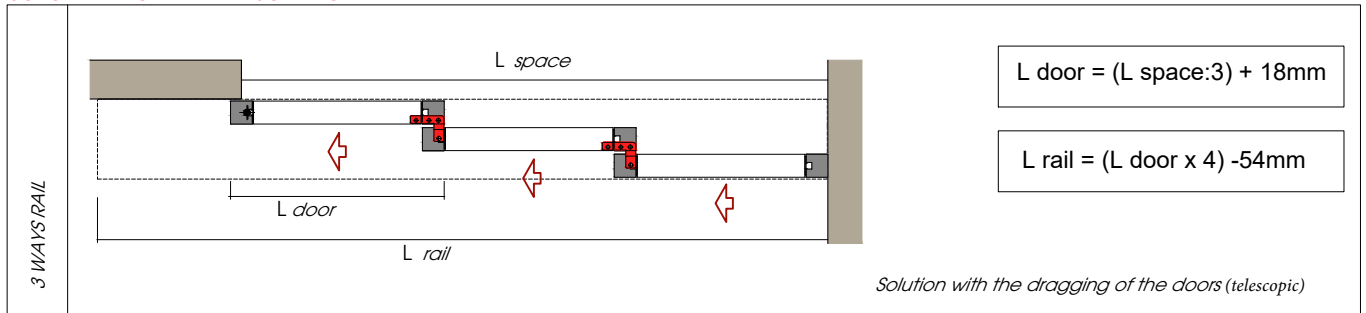 L space
L door = (L space:3) + 18mm
L rail = (L door x 4) -54mm
L door
L rail
3 WAYS RAIL
Solution with the dragging of the doors (telescopic)